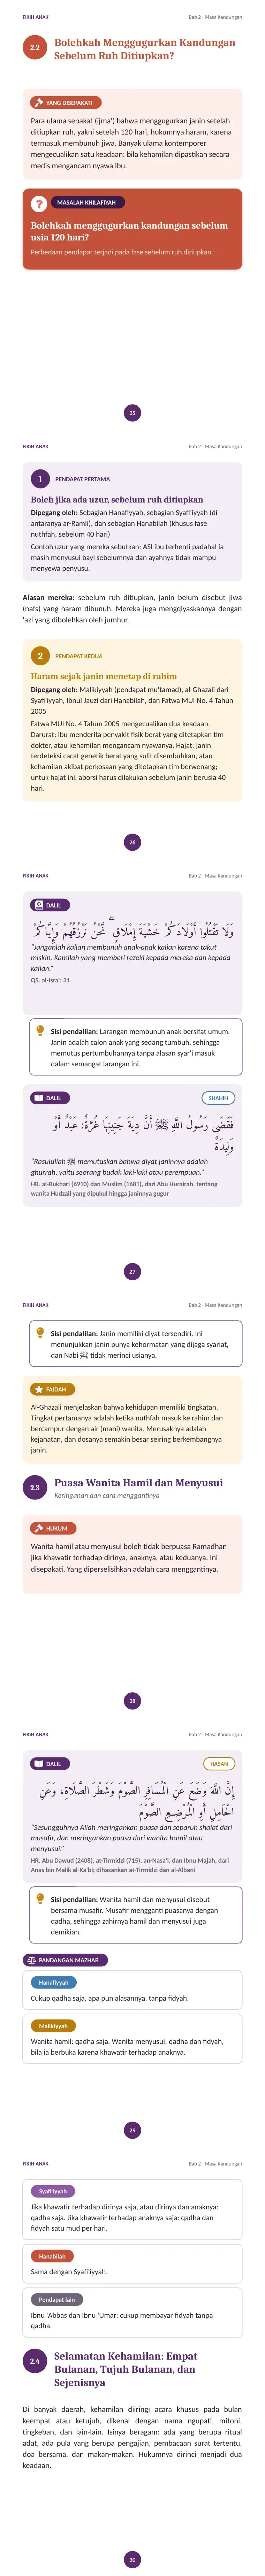 FIKIH ANAK
Bab 2 - Masa Kandungan
2.2
Bolehkah Menggugurkan Kandungan
Sebelum Ruh Ditiupkan?
YANG DISEPAKATI
Para ulama sepakat (ijma') bahwa menggugurkan janin setelah
ditiupkan ruh, yakni setelah 120 hari, hukumnya haram, karena
termasuk membunuh jiwa. Banyak ulama kontemporer
mengecualikan satu keadaan: bila kehamilan dipastikan secara
medis mengancam nyawa ibu.
?
MASALAH KHILAFIYAH
Bolehkah menggugurkan kandungan sebelum
usia 120 hari?
Perbedaan pendapat terjadi pada fase sebelum ruh ditiupkan.
25
FIKIH ANAK
Bab 2 - Masa Kandungan
1
PENDAPAT PERTAMA
Boleh jika ada uzur, sebelum ruh ditiupkan
Dipegang oleh: Sebagian Hanafiyyah, sebagian Syafi'iyyah (di
antaranya ar-Ramli), dan sebagian Hanabilah (khusus fase
nuthfah, sebelum 40 hari)
Contoh uzur yang mereka sebutkan: ASI ibu terhenti padahal ia
masih menyusui bayi sebelumnya dan ayahnya tidak mampu
menyewa penyusu.
Alasan mereka: sebelum ruh ditiupkan, janin belum disebut jiwa
(nafs) yang haram dibunuh. Mereka juga mengqiyaskannya dengan
'azl yang dibolehkan oleh jumhur.
2
PENDAPAT KEDUA
Haram sejak janin menetap di rahim
Dipegang oleh: Malikiyyah (pendapat mu'tamad), al-Ghazali dari
Syafi'iyyah, Ibnul Jauzi dari Hanabilah, dan Fatwa MUI No. 4 Tahun
2005
Fatwa MUI No. 4 Tahun 2005 mengecualikan dua keadaan.
Darurat: ibu menderita penyakit fisik berat yang ditetapkan tim
dokter, atau kehamilan mengancam nyawanya. Hajat: janin
terdeteksi cacat genetik berat yang sulit disembuhkan, atau
kehamilan akibat perkosaan yang ditetapkan tim berwenang;
untuk hajat ini, aborsi harus dilakukan sebelum janin berusia 40
hari.
26
FIKIH ANAK
Bab 2 - Masa Kandungan
DALIL
وَلَا تَقْتُلُوا أَوْلَادَكُمْ خَشْيَةَ إِمْلَاقٍ ۖ نَّحْنُ نَرْزُقُهُمْ وَإِيَّاكُمْ
"Janganlah kalian membunuh anak-anak kalian karena takut
miskin. Kamilah yang memberi rezeki kepada mereka dan kepada
kalian."
QS. al-Isra': 31
Sisi pendalilan: Larangan membunuh anak bersifat umum.
Janin adalah calon anak yang sedang tumbuh, sehingga
memutus pertumbuhannya tanpa alasan syar'i masuk
dalam semangat larangan ini.
DALIL
SHAHIH
فَقَضَى رَسُولُ اللَّهِ ﷺ أَنَّ دِيَةَ جَنِينِهَا غُرَّةٌ: عَبْدٌ أَوْ
وَلِيدَةٌ
"Rasulullah ﷺ memutuskan bahwa diyat janinnya adalah
ghurrah, yaitu seorang budak laki-laki atau perempuan."
HR. al-Bukhari (6910) dan Muslim (1681), dari Abu Hurairah, tentang
wanita Hudzail yang dipukul hingga janinnya gugur
27
FIKIH ANAK
Bab 2 - Masa Kandungan
Sisi pendalilan: Janin memiliki diyat tersendiri. Ini
menunjukkan janin punya kehormatan yang dijaga syariat,
dan Nabi ﷺ tidak merinci usianya.
FAIDAH
Al-Ghazali menjelaskan bahwa kehidupan memiliki tingkatan.
Tingkat pertamanya adalah ketika nutfah masuk ke rahim dan
bercampur dengan air (mani) wanita. Merusaknya adalah
kejahatan, dan dosanya semakin besar seiring berkembangnya
janin.
2.3
Puasa Wanita Hamil dan Menyusui
Keringanan dan cara menggantinya
HUKUM
Wanita hamil atau menyusui boleh tidak berpuasa Ramadhan
jika khawatir terhadap dirinya, anaknya, atau keduanya. Ini
disepakati. Yang diperselisihkan adalah cara menggantinya.
28
FIKIH ANAK
Bab 2 - Masa Kandungan
DALIL
HASAN
إِنَّ اللَّهَ وَضَعَ عَنِ الْمُسَافِرِ الصَّوْمَ وَشَطْرَ الصَّلَاةِ، وَعَنِ
الْحَامِلِ أَوِ الْمُرْضِعِ الصَّوْمَ
"Sesungguhnya Allah meringankan puasa dan separuh shalat dari
musafir, dan meringankan puasa dari wanita hamil atau
menyusui."
HR. Abu Dawud (2408), at-Tirmidzi (715), an-Nasa'i, dan Ibnu Majah, dari
Anas bin Malik al-Ka'bi; dihasankan at-Tirmidzi dan al-Albani
Sisi pendalilan: Wanita hamil dan menyusui disebut
bersama musafir. Musafir mengganti puasanya dengan
qadha, sehingga zahirnya hamil dan menyusui juga
demikian.
PANDANGAN MAZHAB
Hanafiyyah
Cukup qadha saja, apa pun alasannya, tanpa fidyah.
Malikiyyah
Wanita hamil: qadha saja. Wanita menyusui: qadha dan fidyah,
bila ia berbuka karena khawatir terhadap anaknya.
29
FIKIH ANAK
Bab 2 - Masa Kandungan
Syafi'iyyah
Jika khawatir terhadap dirinya saja, atau dirinya dan anaknya:
qadha saja. Jika khawatir terhadap anaknya saja: qadha dan
fidyah satu mud per hari.
Hanabilah
Sama dengan Syafi'iyyah.
Pendapat lain
Ibnu 'Abbas dan Ibnu 'Umar: cukup membayar fidyah tanpa
qadha.
2.4
Selamatan Kehamilan: Empat
Bulanan, Tujuh Bulanan, dan
Sejenisnya
Di banyak daerah, kehamilan diiringi acara khusus pada bulan
keempat atau ketujuh, dikenal dengan nama ngupati, mitoni,
tingkeban, dan lain-lain. Isinya beragam: ada yang berupa ritual
adat, ada pula yang berupa pengajian, pembacaan surat tertentu,
doa bersama, dan makan-makan. Hukumnya dirinci menjadi dua
keadaan.
30